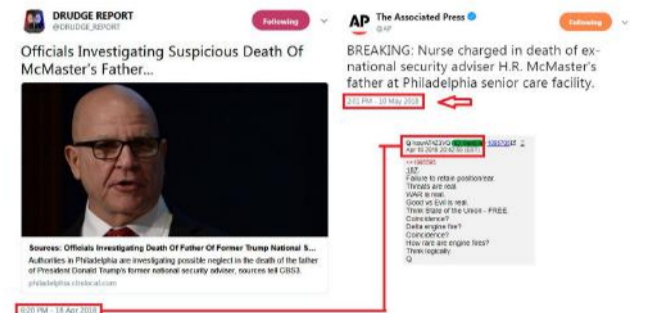 DRUDGE REPORT
@DRUDGE_REPORT
Following
Officials Investigating Suspicious Death Of
McMaster's Father...
Sources: Officials Investigating Death Of Father Of Former Trump National S...
Authorities in Philadelphia are investigating possible neglect in the death of the father
of President Donald Trump's former national security adviser, sources tell CBS3.
philadelphia.cbslocal.com
6:20 PM - 18 Apr 2018
AP The Associated Press
@AP
Following
BREAKING: Nurse charged in death of ex-
national security adviser H.R. McMaster's
father at Philadelphia senior care facility.
2:01 PM - 10 May 2018
Q
Apr 2018
187
Failure to retain position/ear.
Threats are real.
WAR is real.
Good vs Evil is real.
Think State of the Union - FREE
Coincidence?
Delta engine fire?
Coincidence?
How rare are engine fires?
Think logically.
Q